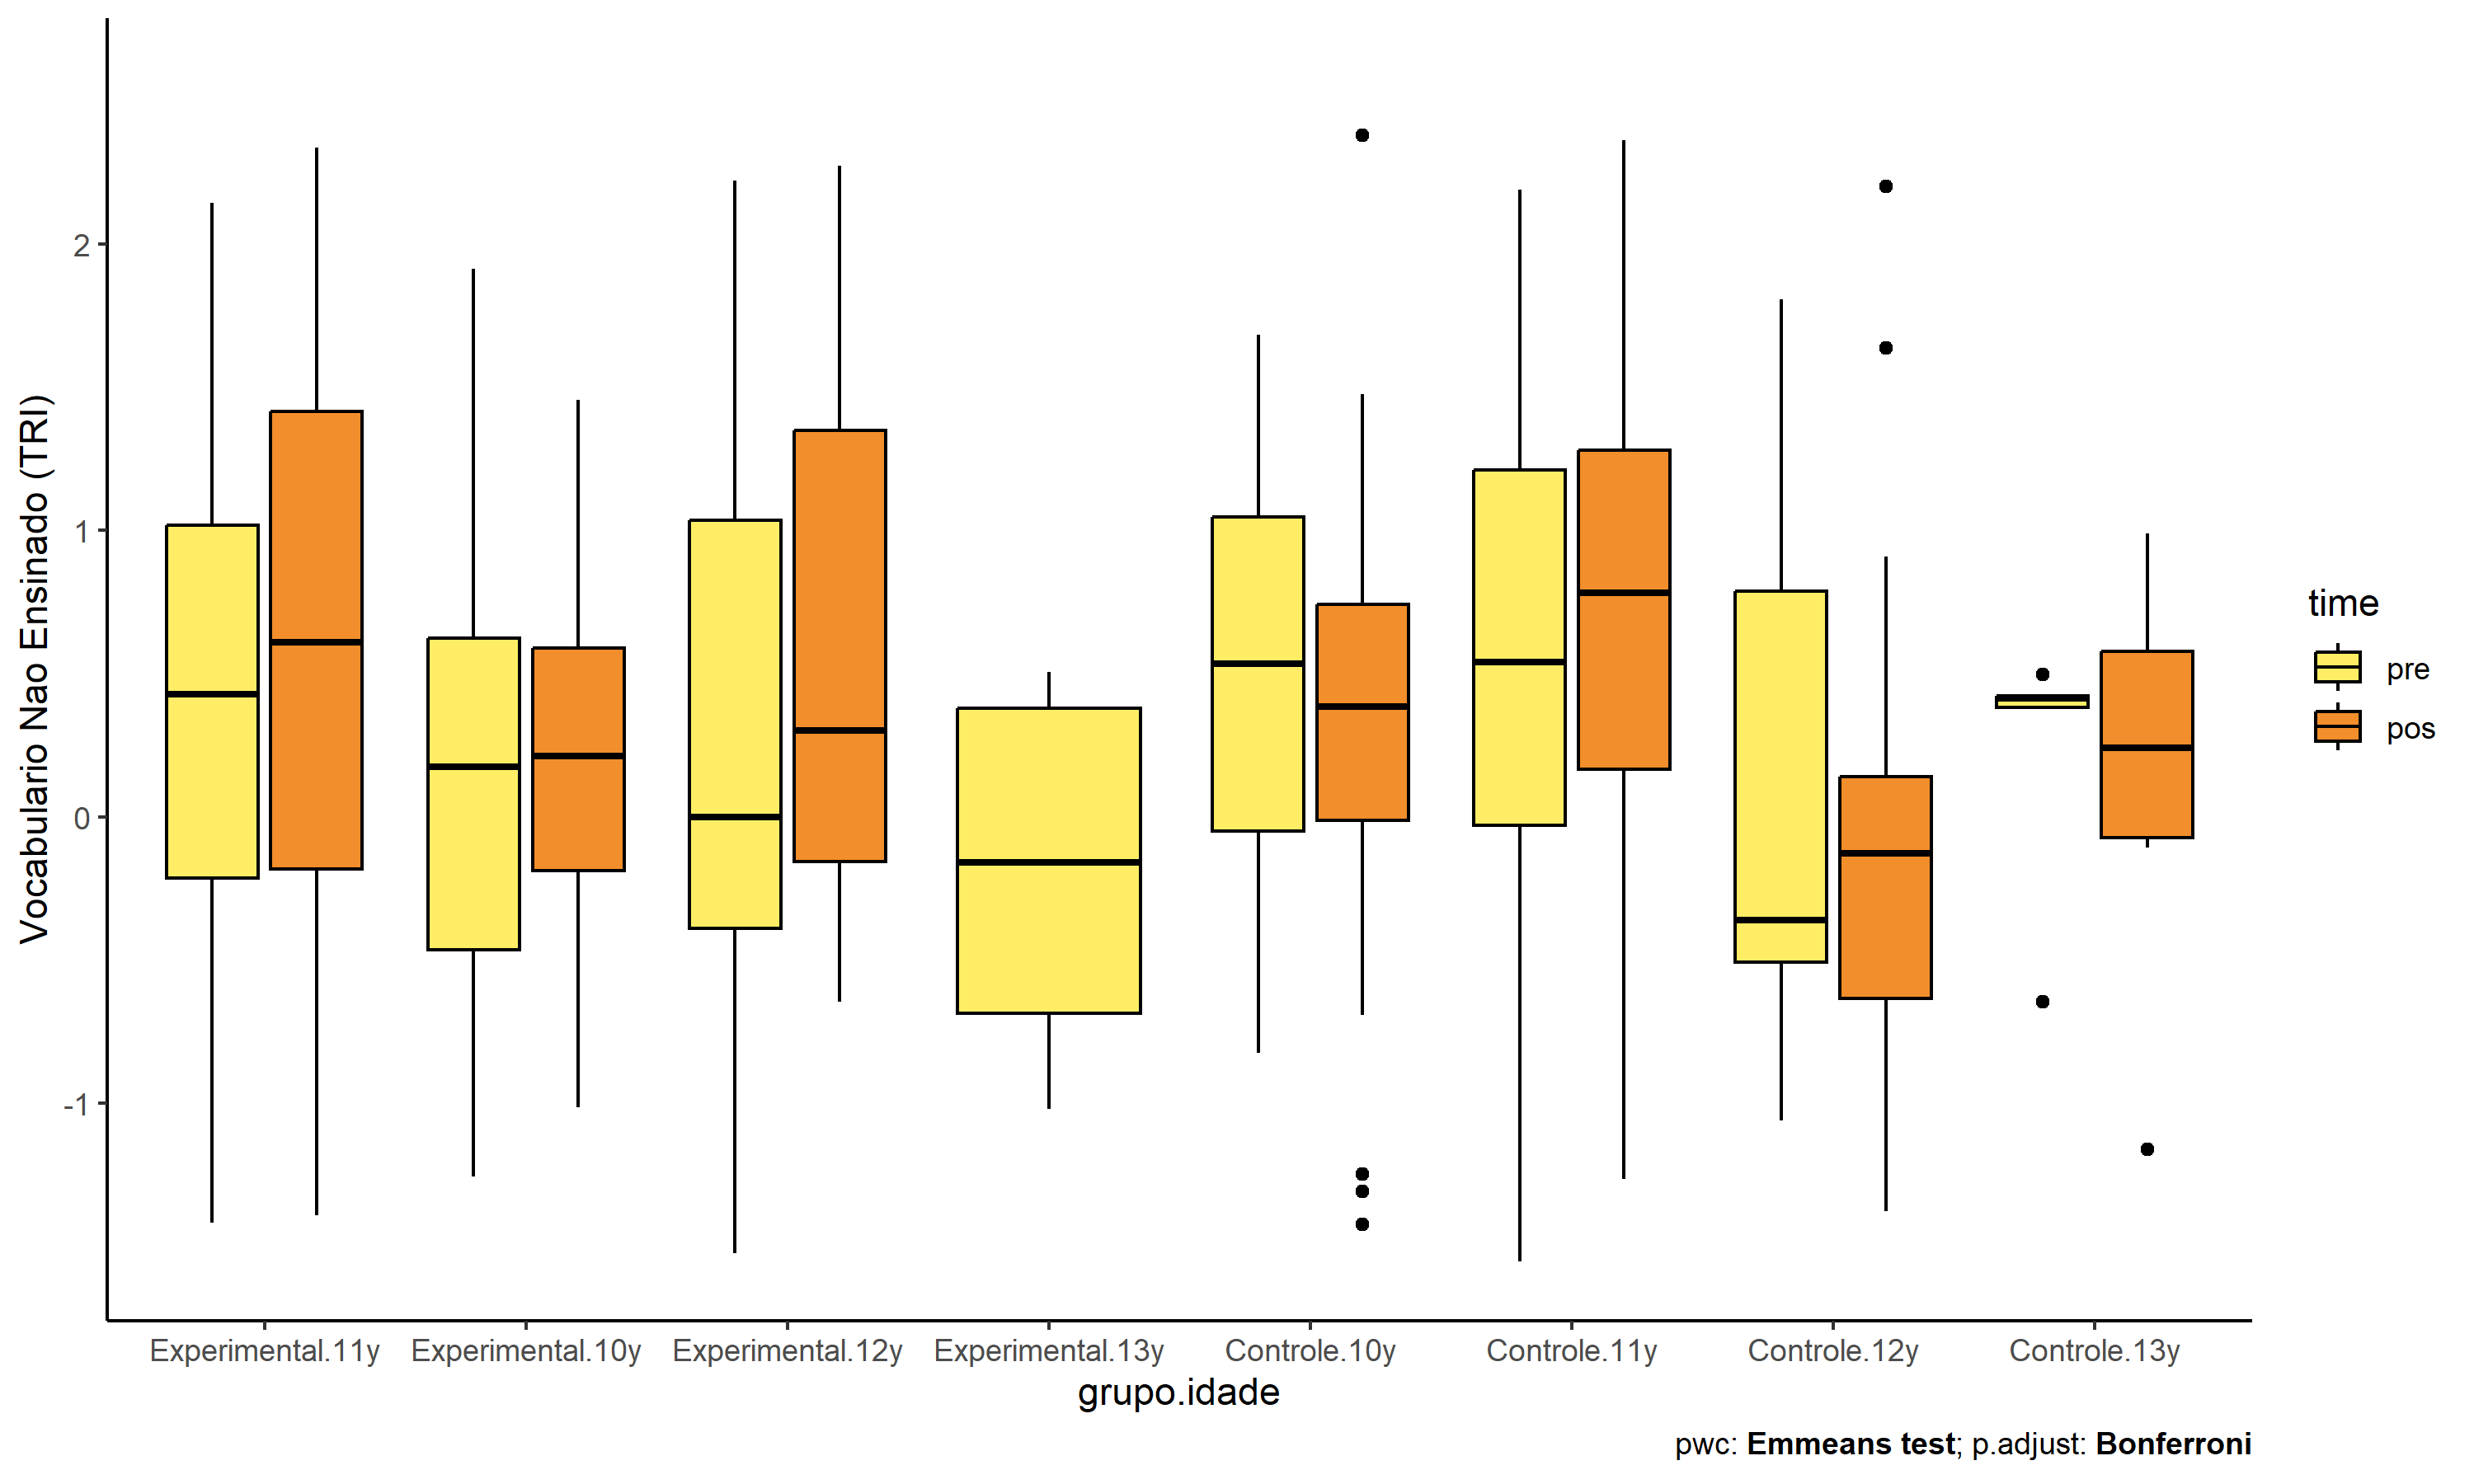 Vocabulario Nao Ensinado (TRI)
2
1
0
-1
Experimental.11y Experimental.10y Experimental.12y Experimental.13y Controle.10y Controle.11y Controle.12y Controle.13y
grupo.idade
time
pre
pos
pwc: Emmeans test; p.adjust: Bonferroni